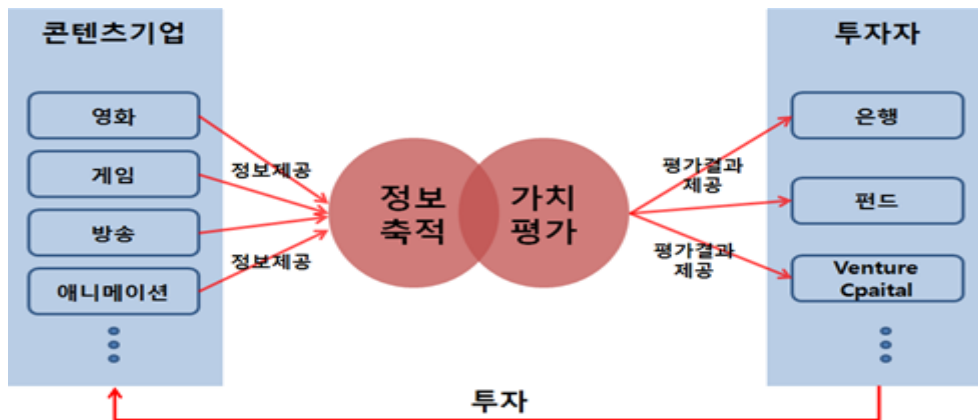 콘텐츠기업
영화
게임
방송
애니메이션
정보제공
정보제공
정보
축적
가치
평가
평가결과
제공
평가결과
제공
투자자
은행
펀드
Venture
Cpaital
투자